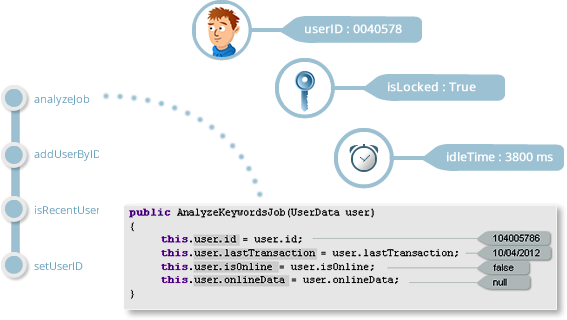 userID : 0040578
isLocked : True
idleTime : 3800 ms
analyzeJob
addUserByID
isRecentUser
setUserID
public AnalyzeKeywordsJob(UserData user)
{
this.user.id = user.id; 104005786
this.user.lastTransaction = user.lastTransaction; 10/04/2012
this.user.isOnline = user.isOnline; false
this.user.onlineData = user.onlineData; null
}